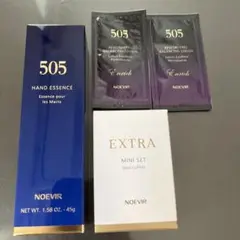 505
HAND ESSENCE
Essence pour
les Mains
NOEVIR
NET WT. 1.58 OZ. - 45g
505
Enrich
NOEVIR
505
Enrich
NOEVIR
EXTRA
MINI SET
NOEVIR